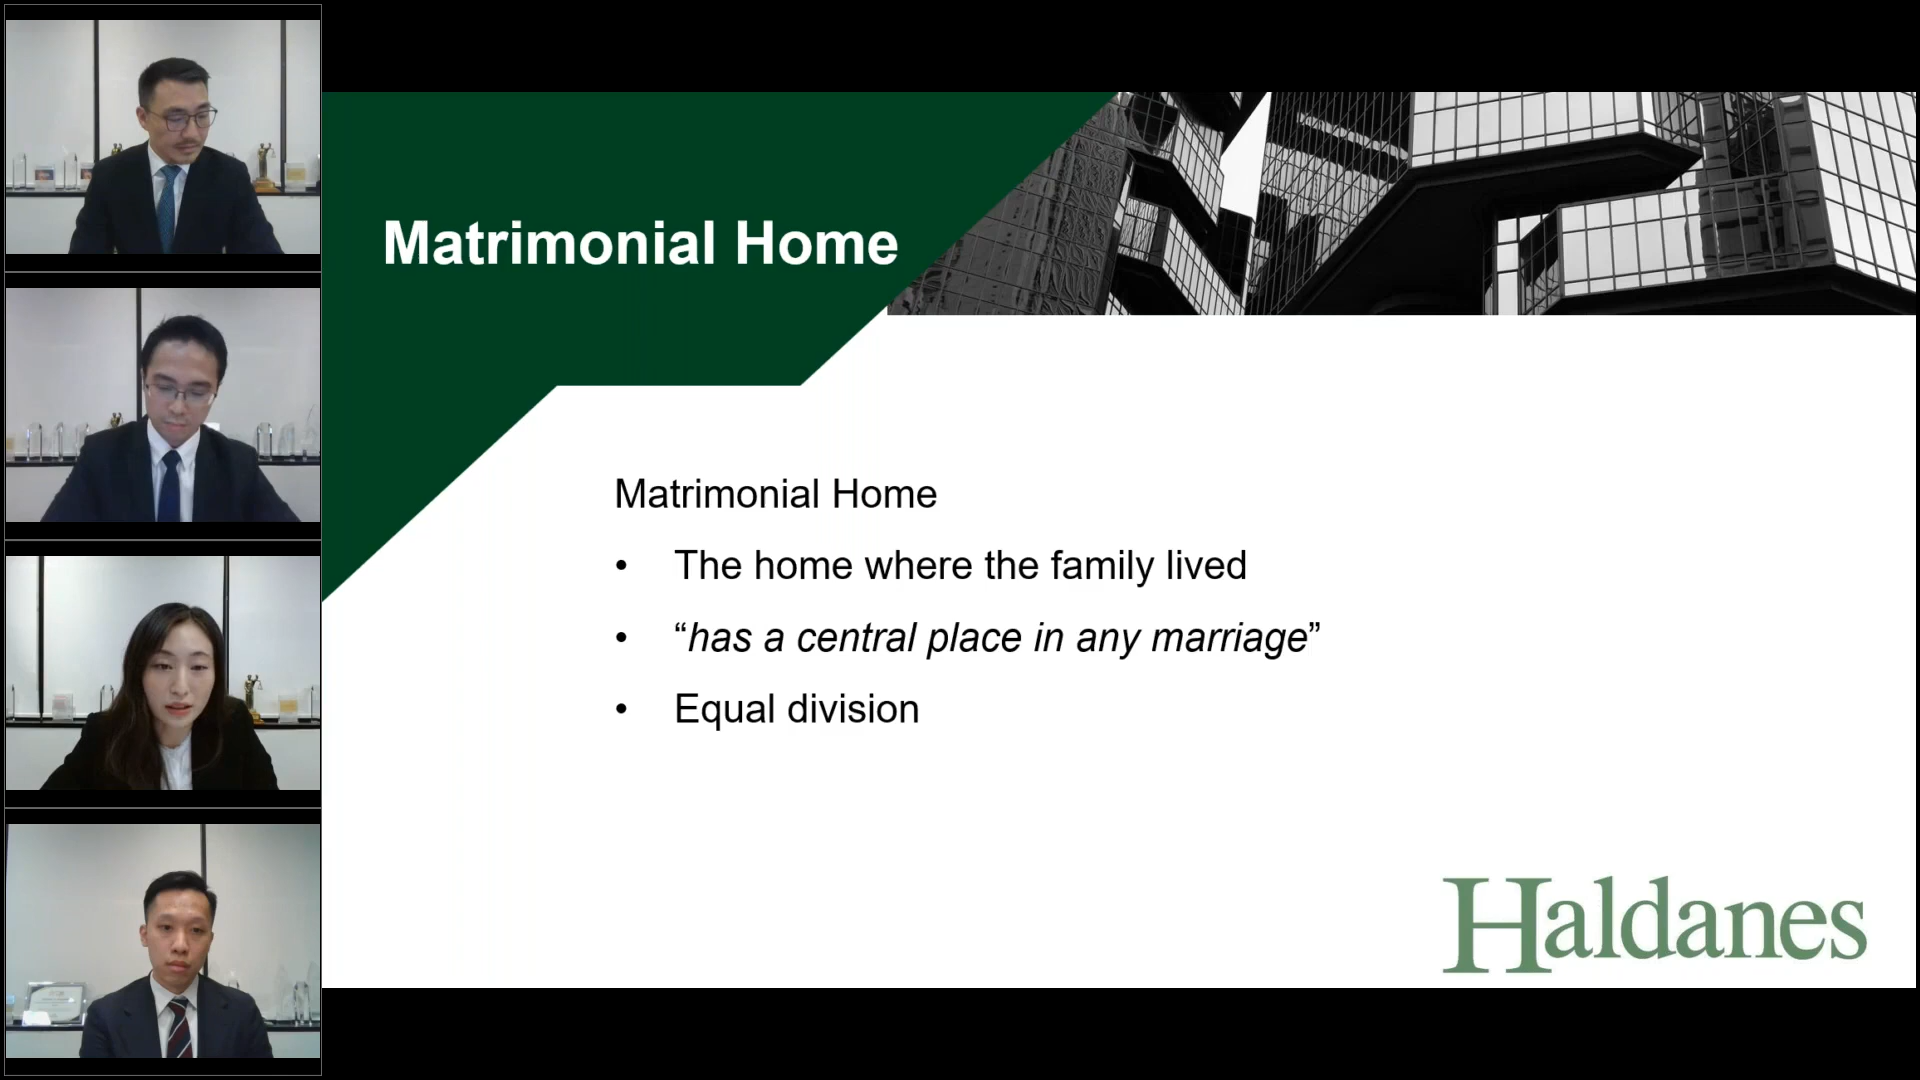 Matrimonial Home
Matrimonial Home
• The home where the family lived
• “has a central place in any marriage”
• Equal division
Haldanes